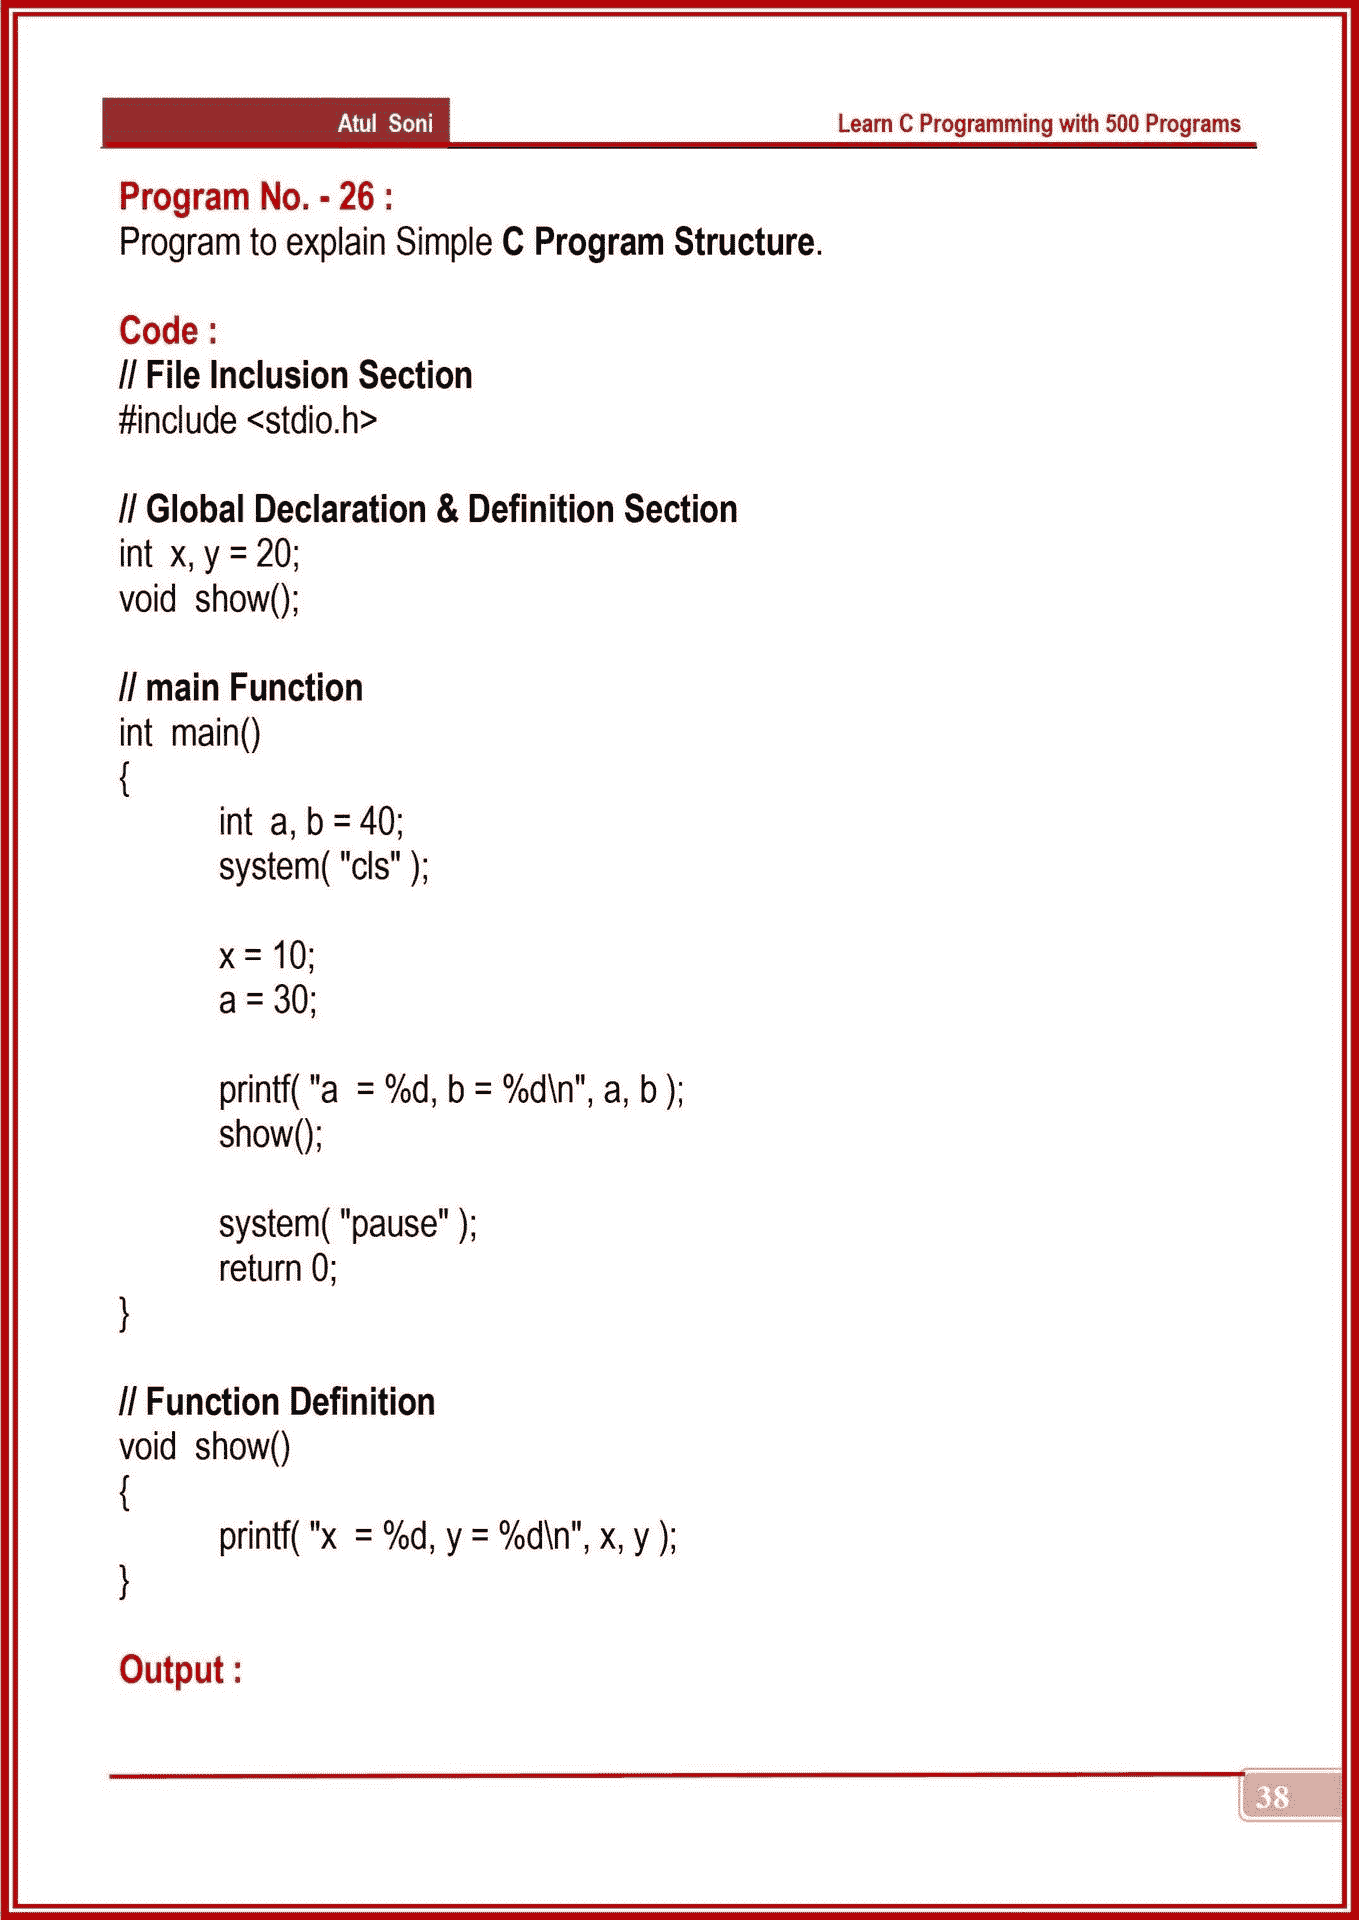 Atul  Soni
Learn C Programming with 500 Programs
Program No. - 26 :
Program to explain Simple C Program Structure.
Code :
// File Inclusion Section
#include <stdio.h>
// Global Declaration & Definition Section
int  x, y = 20;
void  show();
// main Function
int  main()
{
int  a, b = 40;
system( "cls" );
x = 10;
a = 30;
printf( "a  = %d, b = %d\n", a, b );
show();
system( "pause" );
return 0;
}
// Function Definition
void  show()
{
printf( "x  = %d, y = %d\n", x, y );
}
Output :
38